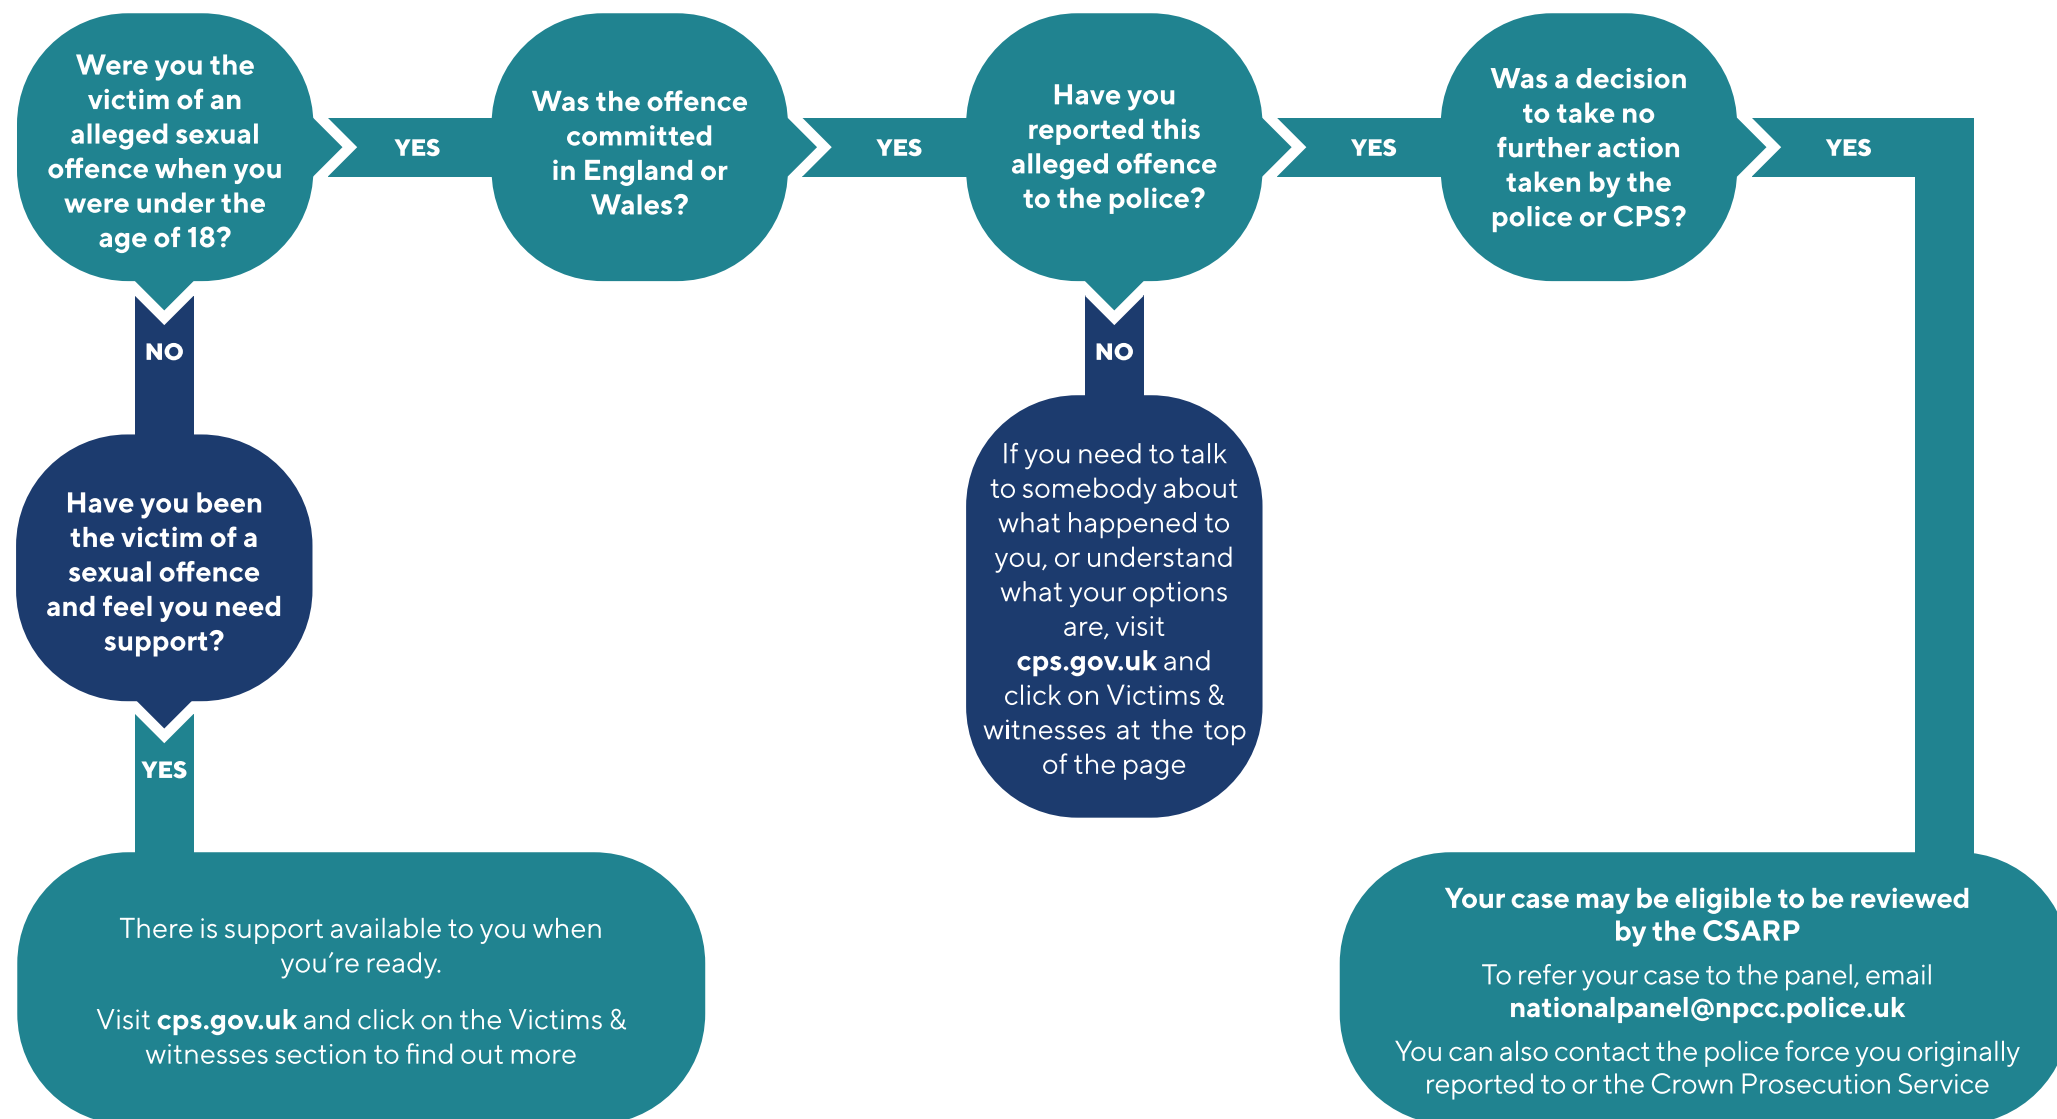 Were you the
victim of an
alleged sexual
offence when you
were under the
age of 18?
YES
Was the offence
committed
in England or
Wales?
YES
Have you
reported this
alleged offence
to the police?
YES
Was a decision
to take no
further action
taken by the
police or CPS?
YES
NO
NO
Have you been
the victim of a
sexual offence
and feel you need
support?
If you need to talk
to somebody about
what happened to
you, or understand
what your options
are, visit
cps.gov.uk and
click on Victims &
witnesses at the top
of the page
YES
There is support available to you when
you're ready.
Visit cps.gov.uk and click on the Victims &
witnesses section to find out more
Your case may be eligible to be reviewed
by the CSARP
To refer your case to the panel, email
nationalpanel@npcc.police.uk
You can also contact the police force you originally
reported to or the Crown Prosecution Service